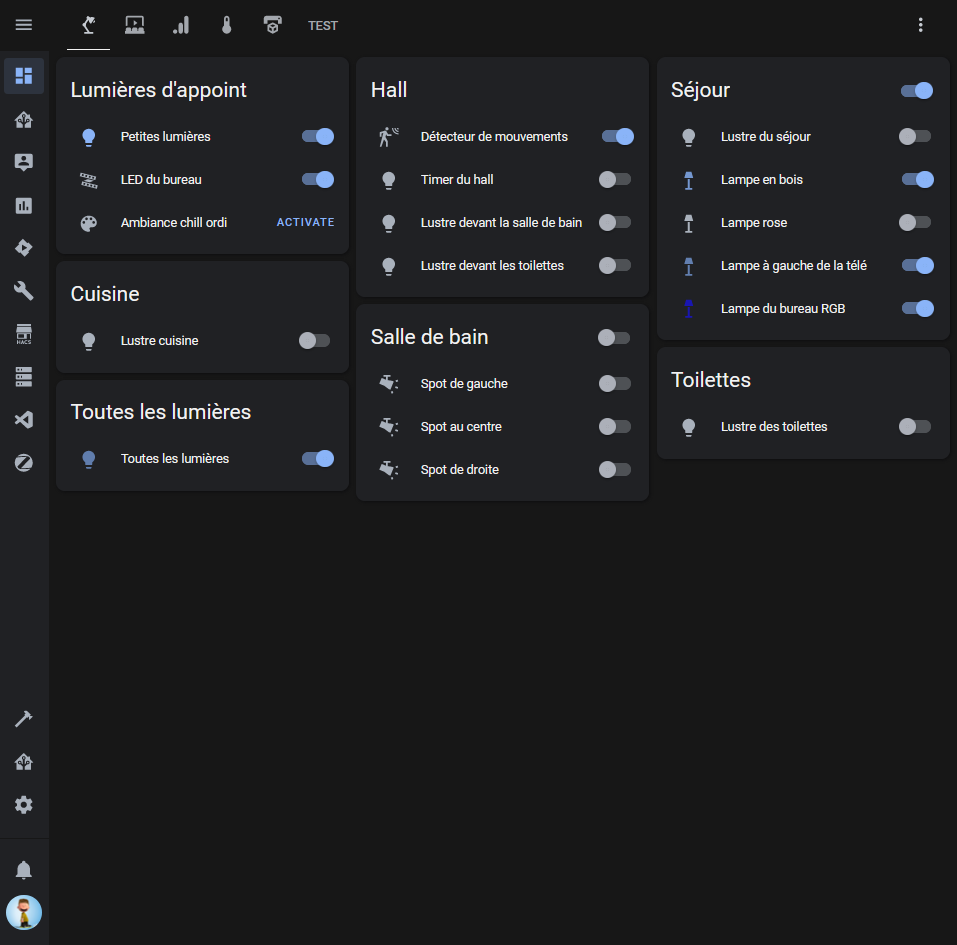 TEST
HACS
Lumières d'appoint
Petites lumières
LED du bureau
Ambiance chill ordi ACTIVATE
Cuisine
Lustre cuisine
Toutes les lumières
Toutes les lumières
Hall
Détecteur de mouvements
Timer du hall
Lustre devant la salle de bain
Lustre devant les toilettes
Salle de bain
Spot de gauche
Spot au centre
Spot de droite
Séjour
Lustre du séjour
Lampe en bois
Lampe rose
Lampe à gauche de la télé
Lampe du bureau RGB
Toilettes
Lustre des toilettes